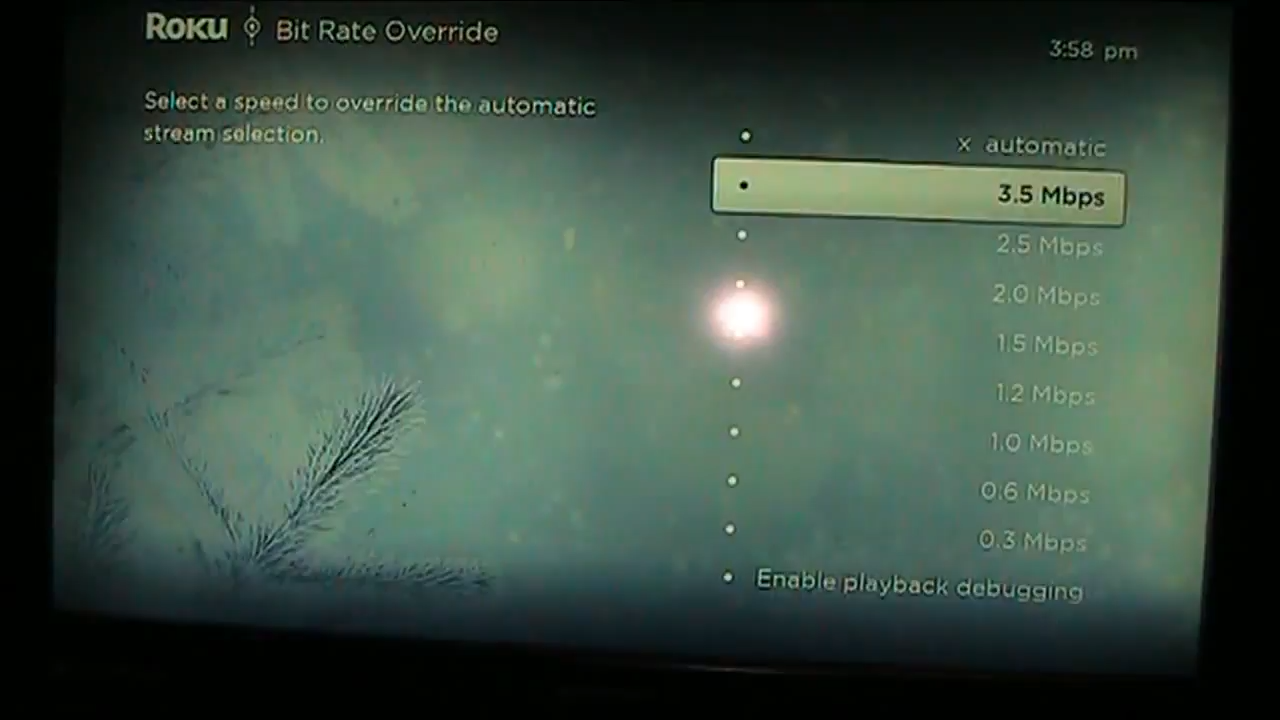 Roku Bit Rate Override
3:58 pm
Select a speed to override the automatic
stream selection.
x automatic
3.5 Mbps
2.5 Mbps
2.0 Mbps
1.5 Mbps
1.2 Mbps
1.0 Mbps
0.6 Mbps
0.3 Mbps
Enable playback debugging